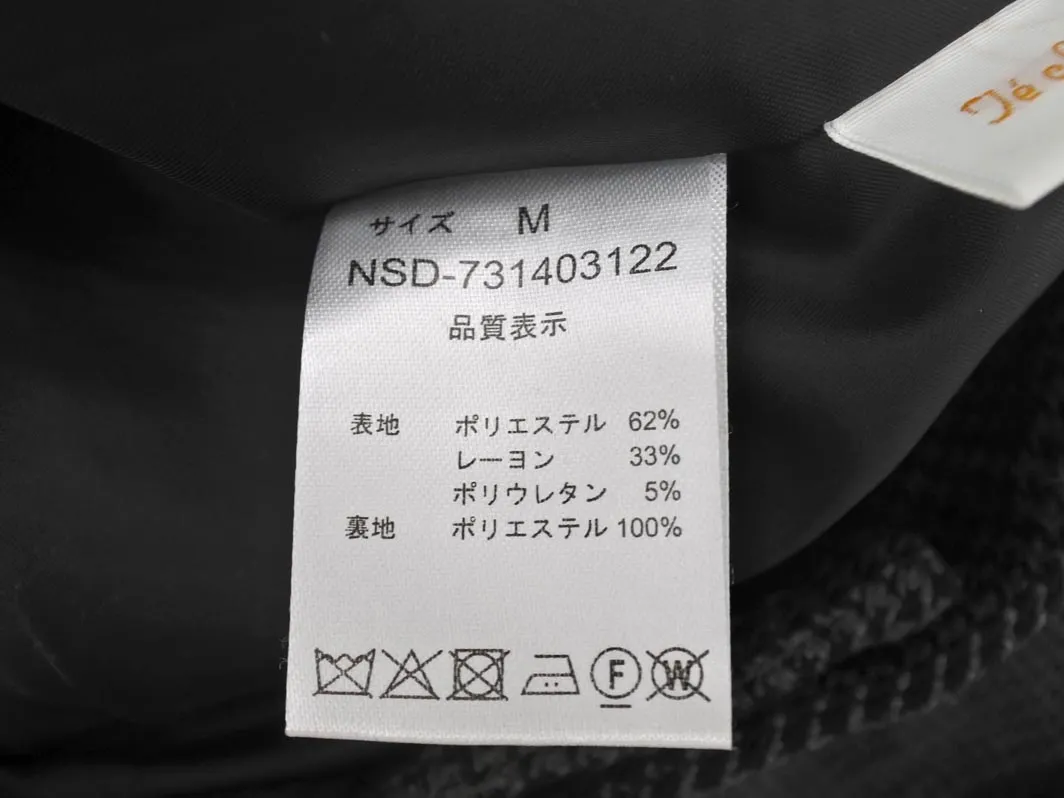 サイズ M
NSD-731403122
品質表示
表地 ポリエステル 62%
レーヨン 33%
ポリウレタン 5%
裏地 ポリエステル 100%
F W
Jé